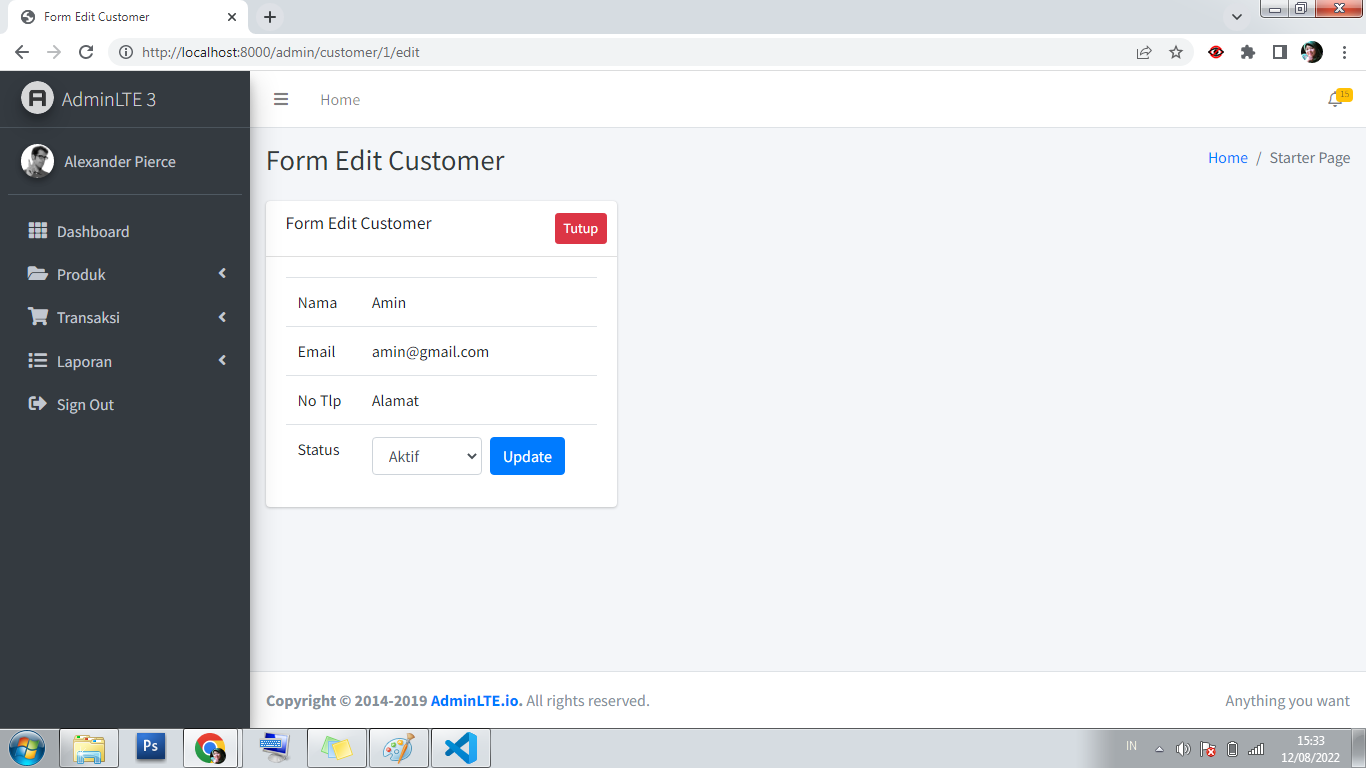 Form Edit Customer
http://localhost:8000/admin/customer/1/edit
AdminLTE 3
Home
15
Alexander Pierce
Form Edit Customer
Home / Starter Page
Dashboard
Produk
Transaksi
Laporan
Sign Out
Form Edit Customer
Tutup
Nama Amin
Email amin@gmail.com
No Tlp Alamat
Status Aktif Update
Copyright © 2014-2019 AdminLTE.io. All rights reserved.
Anything you want
Ps
IN
15:33
12/08/2022